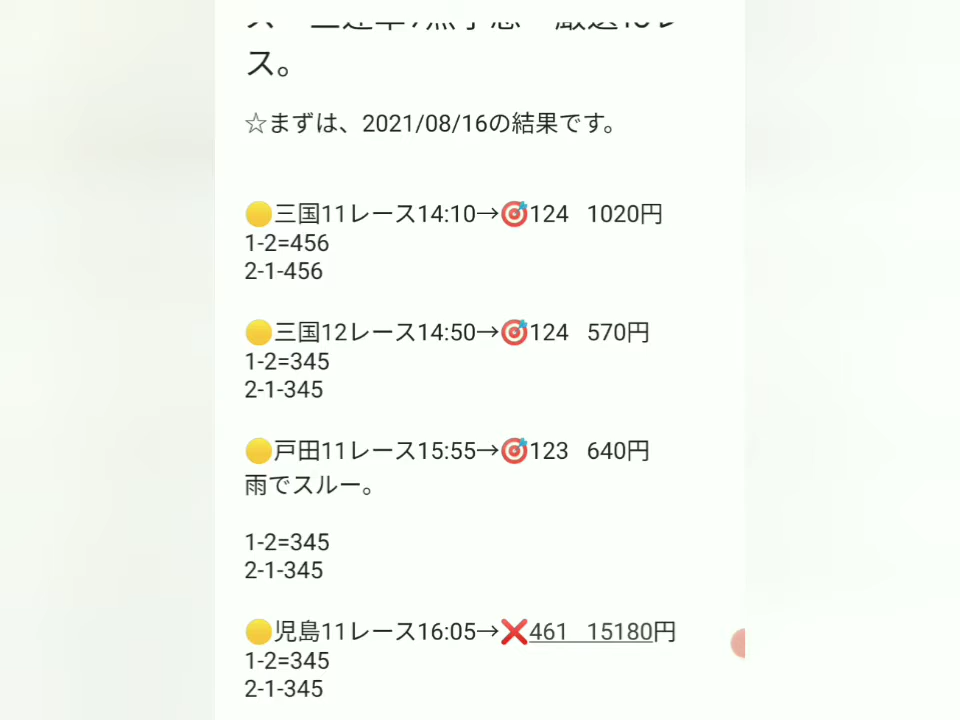 ス。
☆まずは、2021/08/16の結果です。
🟡三国11レース14:10→🎯124 1020円
1-2=456
2-1-456
🟡三国12レース14:50→🎯124 570円
1-2=345
2-1-345
🟡戸田11レース15:55→🎯123 640円
雨でスルー。
1-2=345
2-1-345
🟡児島11レース16:05→❌461 15180円
1-2=345
2-1-345